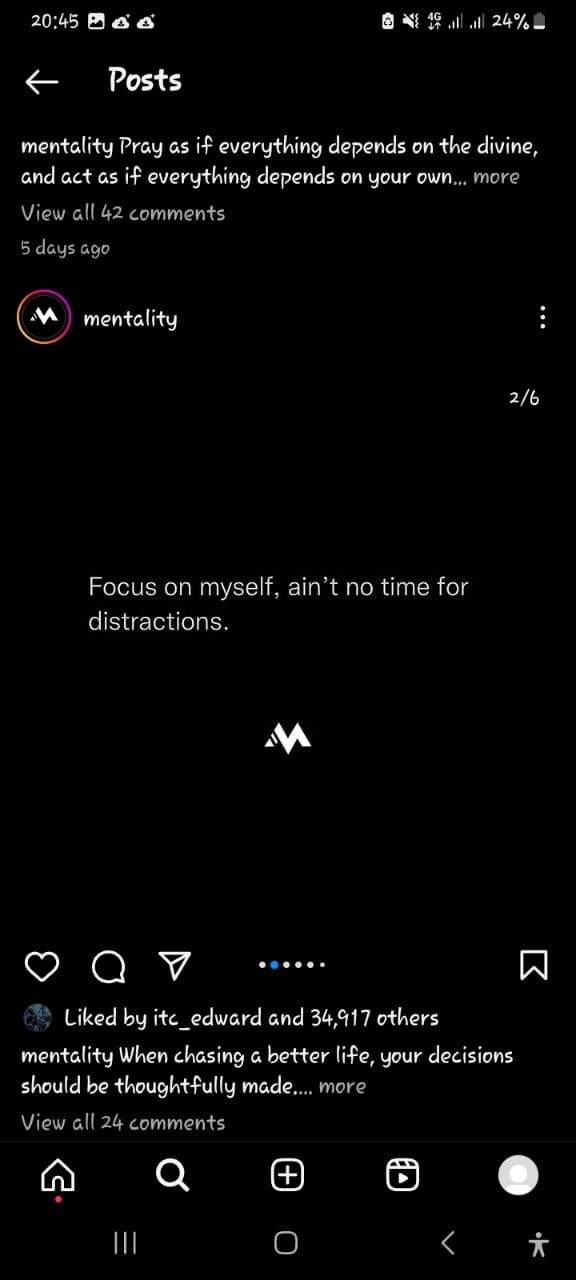 20:45
4G
24%
Posts
mentality Pray as if everything depends on the divine,
and act as if everything depends on your own... more
View all 42 comments
5 days ago
mentality
2/6
Focus on myself, ain’t no time for
distractions.
Liked by itc_edward and 34,917 others
mentality When chasing a better life, your decisions
should be thoughtfully made.... more
View all 24 comments